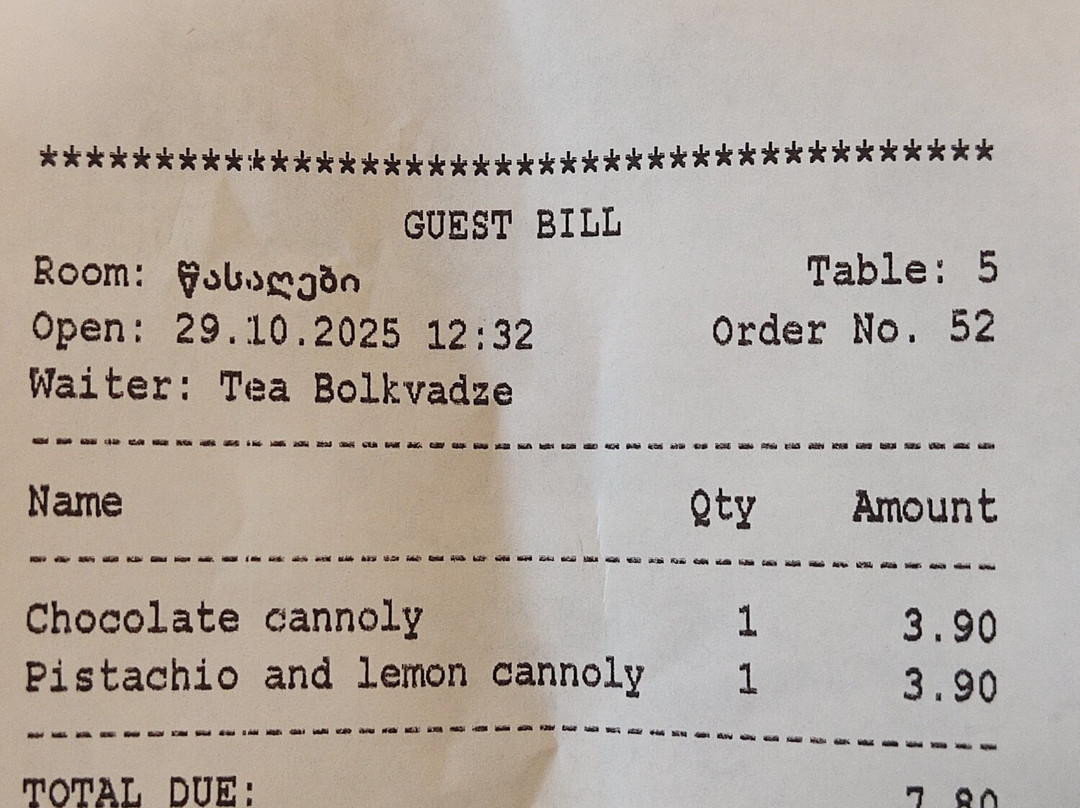 *******************************************
GUEST BILL
Room: წასაღები Table: 5
Open: 29.10.2025 12:32 Order No. 52
Waiter: Tea Bolkvadze
-------------------------------------------
Name Qty Amount
-------------------------------------------
Chocolate cannoly 1 3.90
Pistachio and lemon cannoly 1 3.90
-------------------------------------------
TOTAL DUE: 7.80